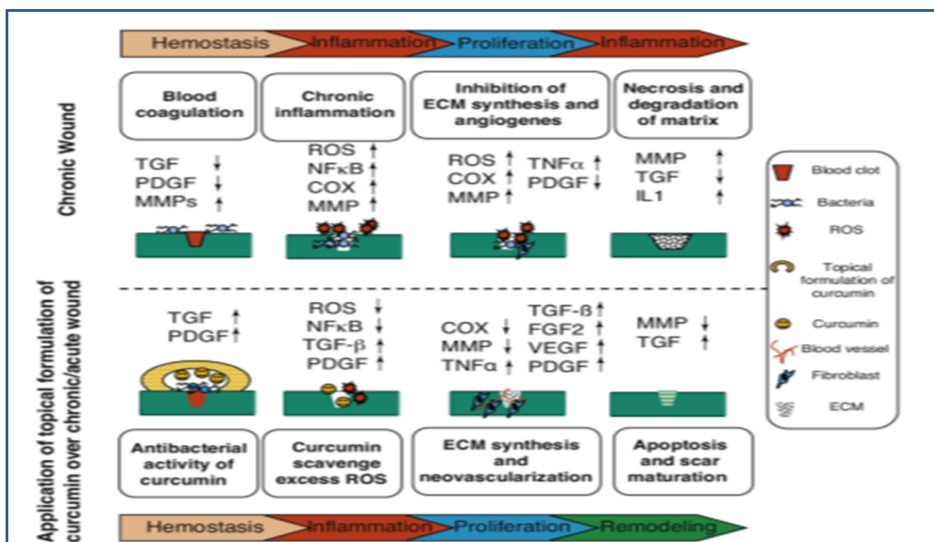 Hemostasis Inflammation Proliferation Inflammation
Chronic Wound
Blood
coagulation
Chronic
inflammation
Inhibition of
ECM synthesis and
angiogenes
Necrosis and
degradation
of matrix
TGF ↓
PDGF ↓
MMPs ↑
ROS ↑
NFκB ↑
COX ↑
MMP ↑
ROS ↑
COX ↑
MMP ↑
TNFα ↑
PDGF ↓
MMP ↑
TGF ↓
IL1 ↑
Blood clot
Bacteria
ROS
Topical
formulation of
curcumin
Curcumin
Blood vessel
Fibroblast
ECM
Application of topical formulation of
curcumin over chronic/acute wound
TGF ↑
PDGF ↑
ROS ↓
NFκB ↓
TGF-β ↑
PDGF ↑
COX ↓
MMP ↓
TNFα ↑
TGF-ß ↑
FGF2 ↑
VEGF ↑
PDGF ↑
MMP ↓
TGF ↑
Antibacterial
activity of
curcumin
Curcumin
scavenge
excess ROS
ECM synthesis
and
neovascularization
Apoptosis
and scar
maturation
Hemostasis Inflammation Proliferation Remodeling